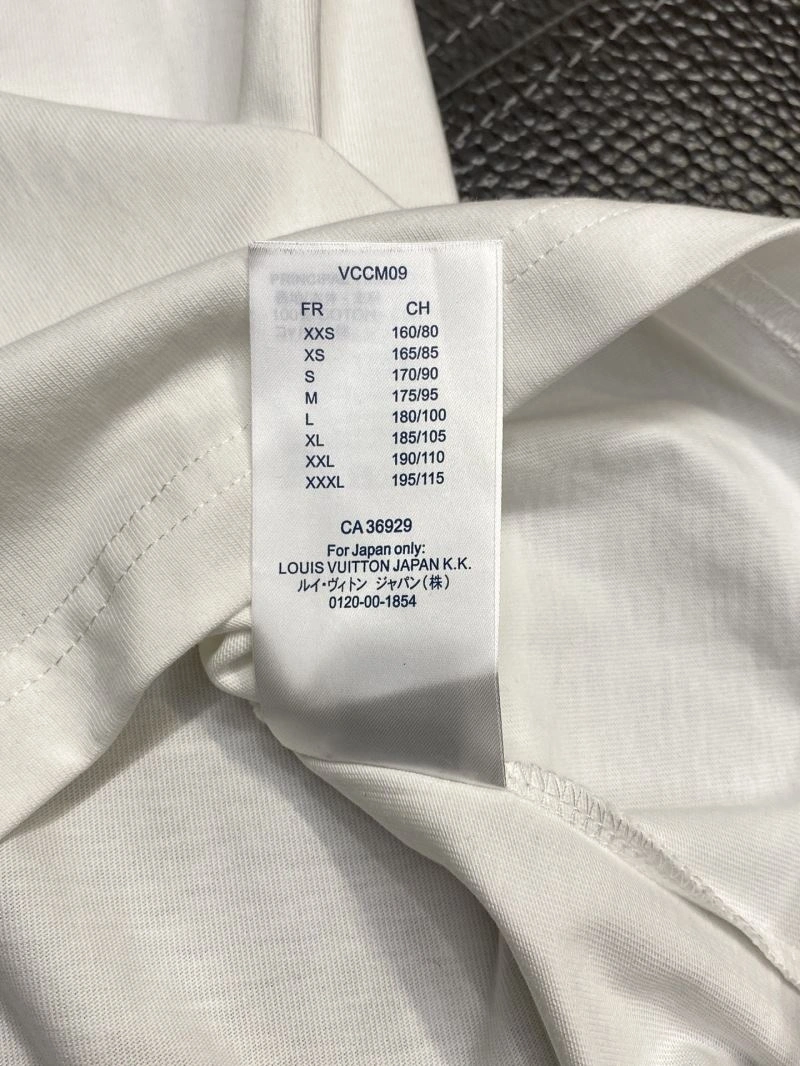 VCCM09
FR CH
XXS 160/80
XS 165/85
S 170/90
M 175/95
L 180/100
XL 185/105
XXL 190/110
XXXL 195/115
CA 36929
For Japan only:
LOUIS VUITTON JAPAN K.K.
ルイ・ヴィトン ジャパン(株)
0120-00-1854